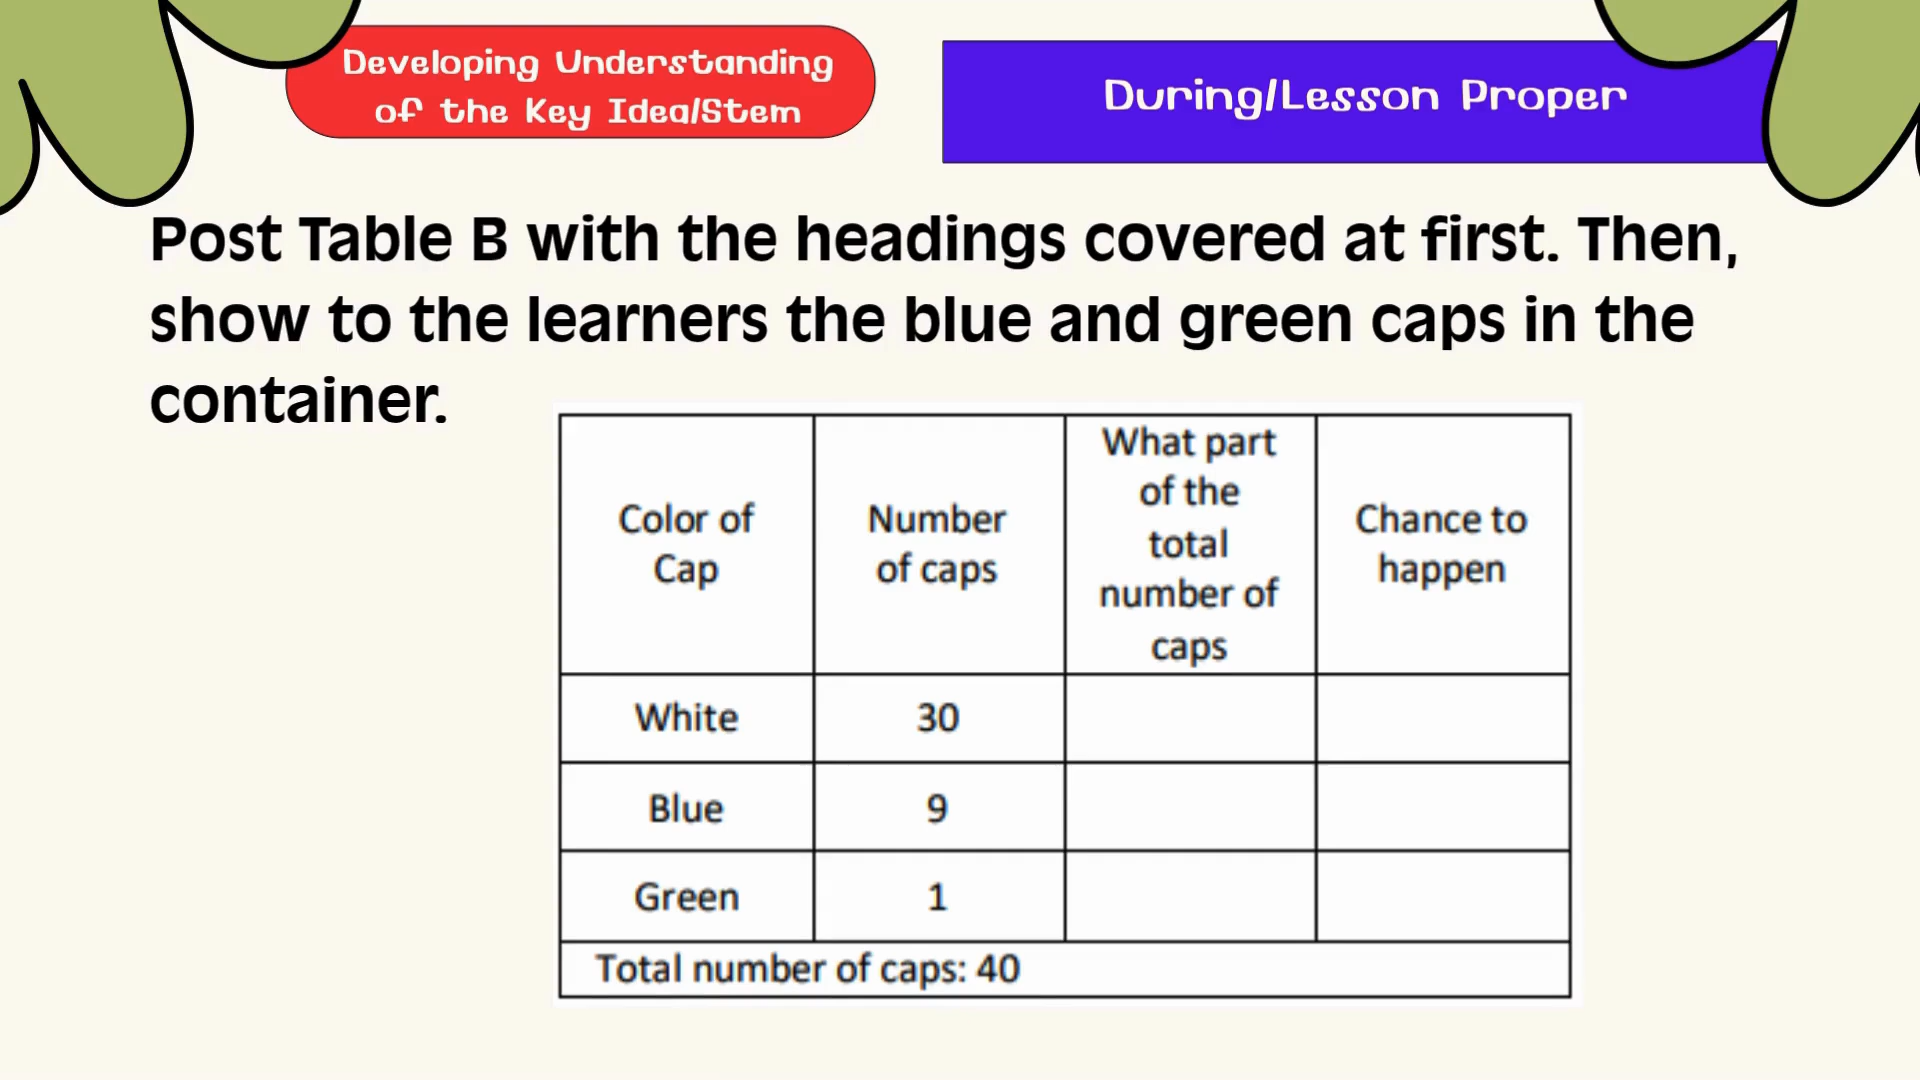 Developing Understanding
of the Key Idea/Stem
During/Lesson Proper
Post Table B with the headings covered at first. Then,
show to the learners the blue and green caps in the
container.
Color of
Cap
Number
of caps
What part
of the
total
number of
caps
Chance to
happen
White 30
Blue 9
Green 1
Total number of caps: 40